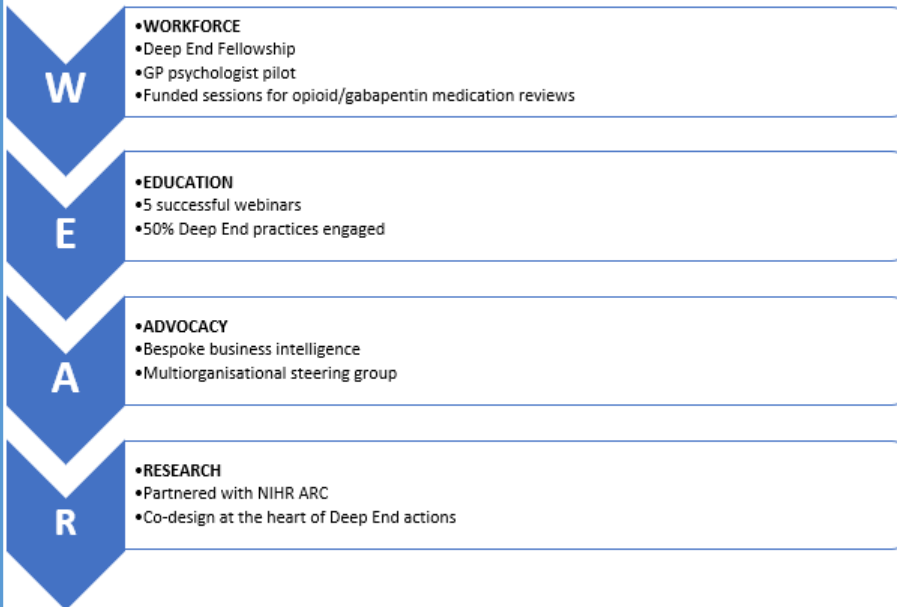 W
•WORKFORCE
•Deep End Fellowship
•GP psychologist pilot
•Funded sessions for opioid/gabapentin medication reviews
E
•EDUCATION
•5 successful webinars
•50% Deep End practices engaged
A
•ADVOCACY
•Bespoke business intelligence
•Multiorganisational steering group
R
•RESEARCH
•Partnered with NIHR ARC
•Co-design at the heart of Deep End actions